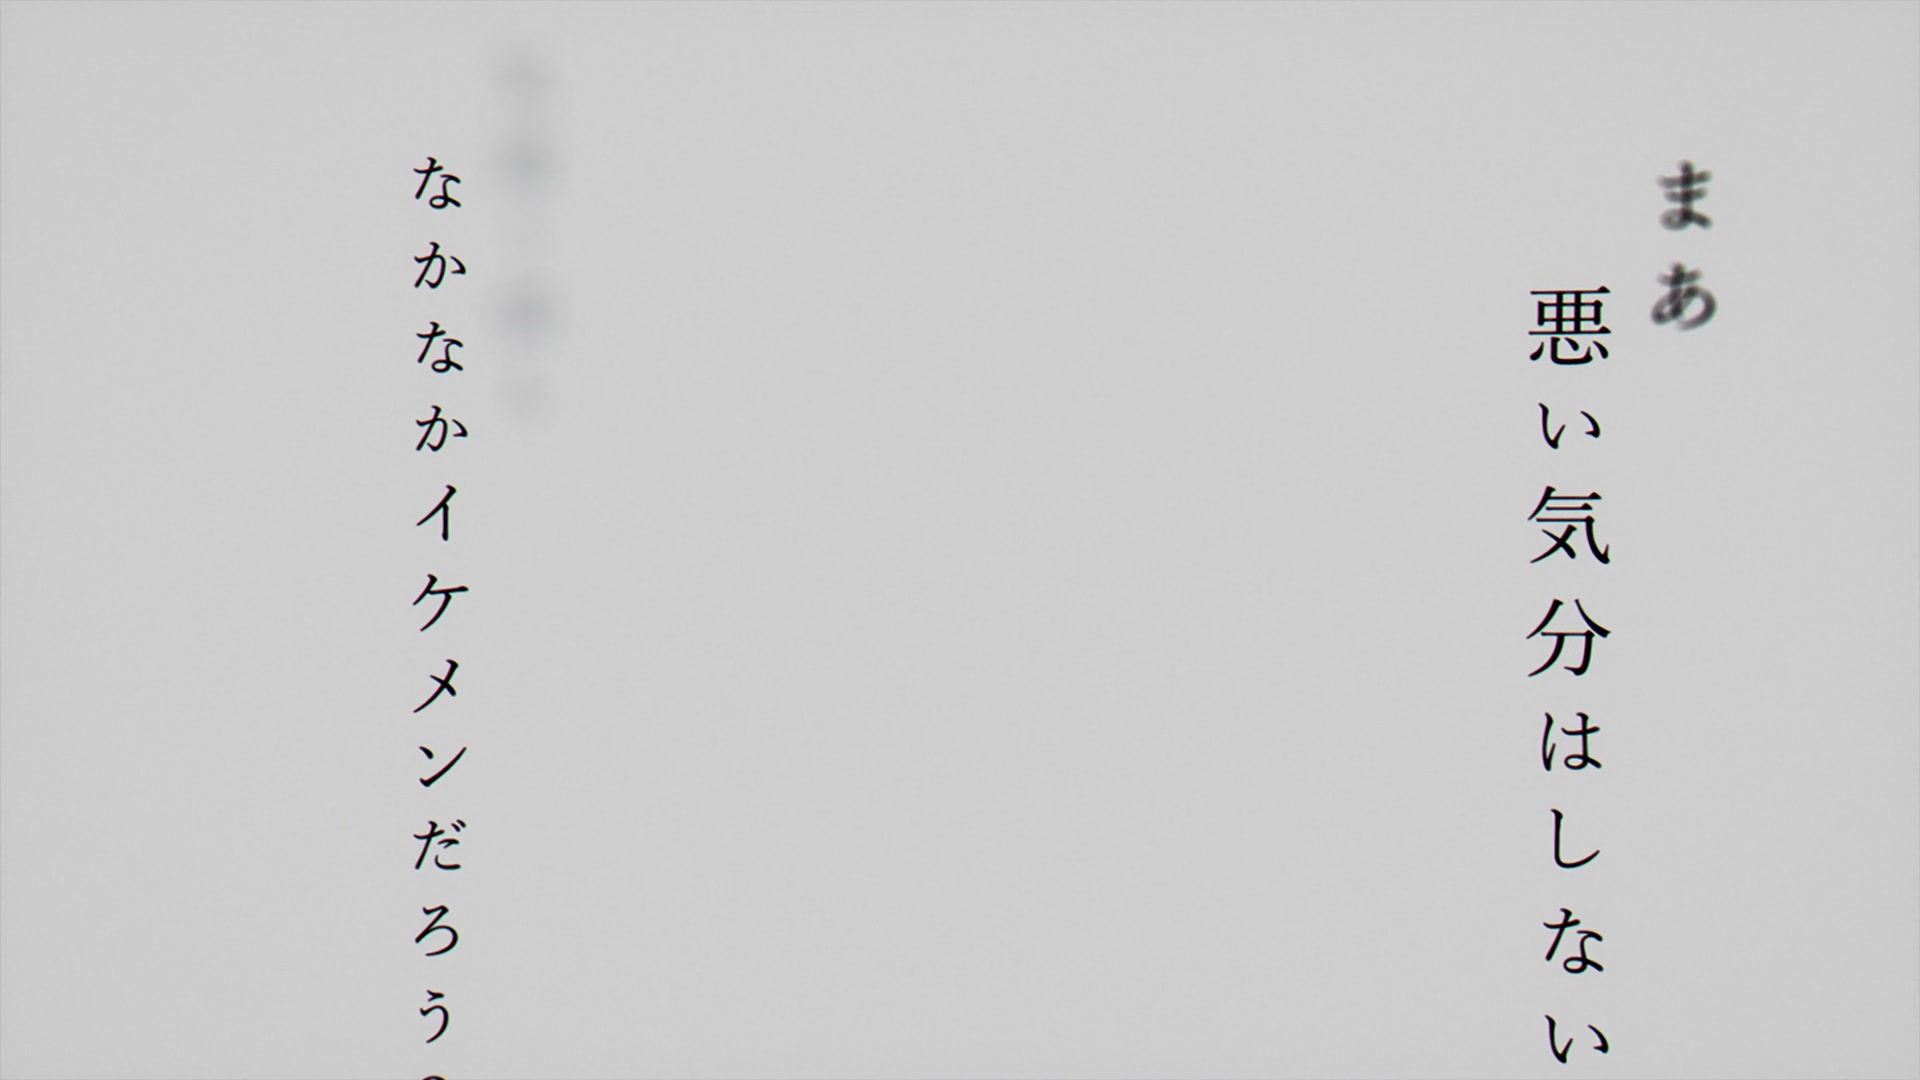 まあ
悪い気分はしない
なかなかイケメンだろう